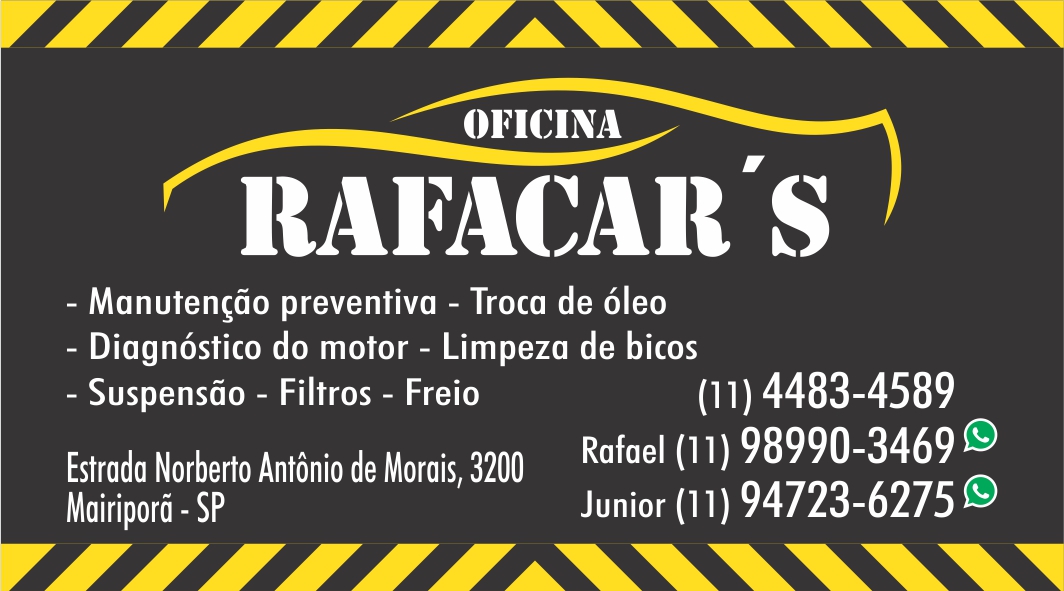 OFICINA
RAFACAR´S
- Manutenção preventiva - Troca de óleo
- Diagnóstico do motor - Limpeza de bicos
- Suspensão - Filtros - Freio
(11) 4483-4589
Rafael (11) 98990-3469
Junior (11) 94723-6275
Estrada Norberto Antônio de Morais, 3200
Mairiporã - SP